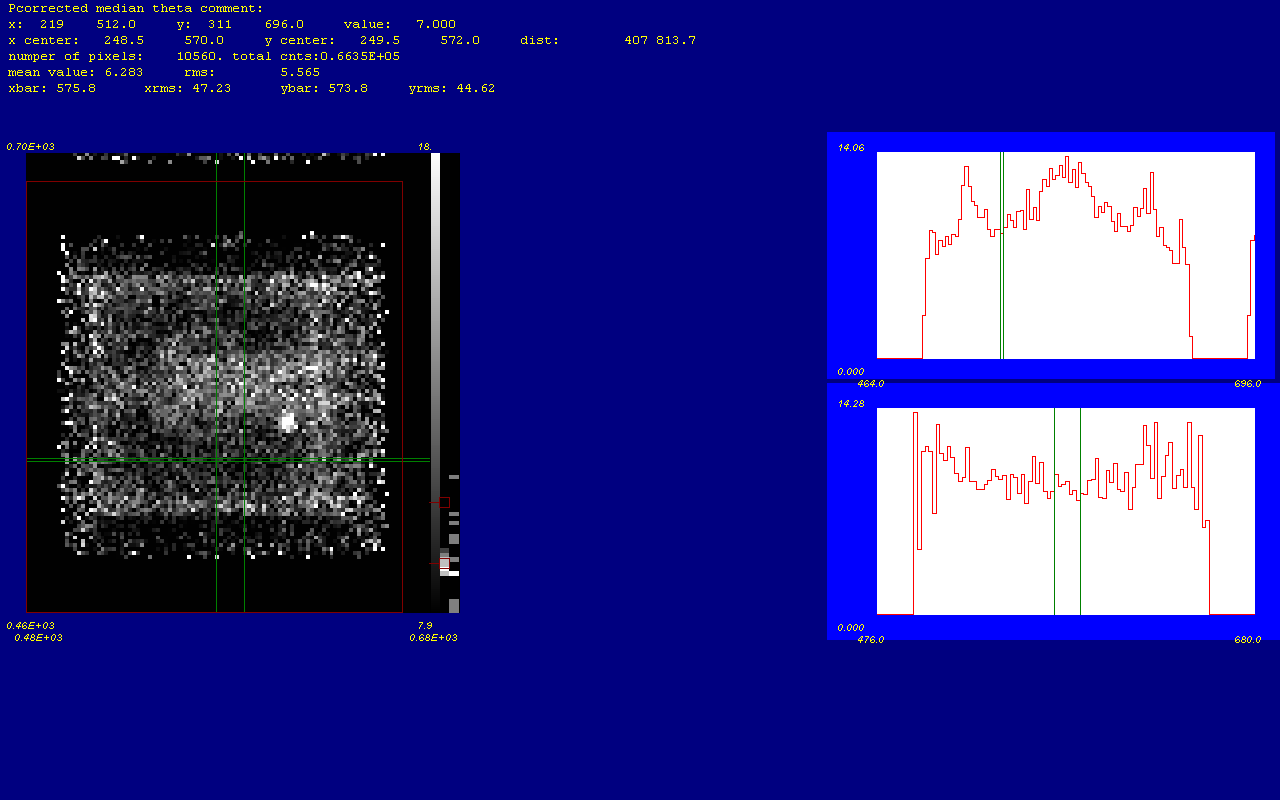 Pcorrected median theta comment:
x: 219 512.0 y: 311 696.0 value: 7.000
x center: 248.5 570.0 y center: 249.5 572.0 dist: 407 813.7
numper of pixels: 10560. total cnts:0.6635E+05
mean value: 6.283 rms: 5.565
xbar: 575.8 xrms: 47.23 ybar: 573.8 yrms: 44.62
0.70E+03 18.
14.06
0.000
464.0 696.0
14.28
0.46E+03 7.9
0.48E+03 0.68E+03
0.000
476.0 680.0